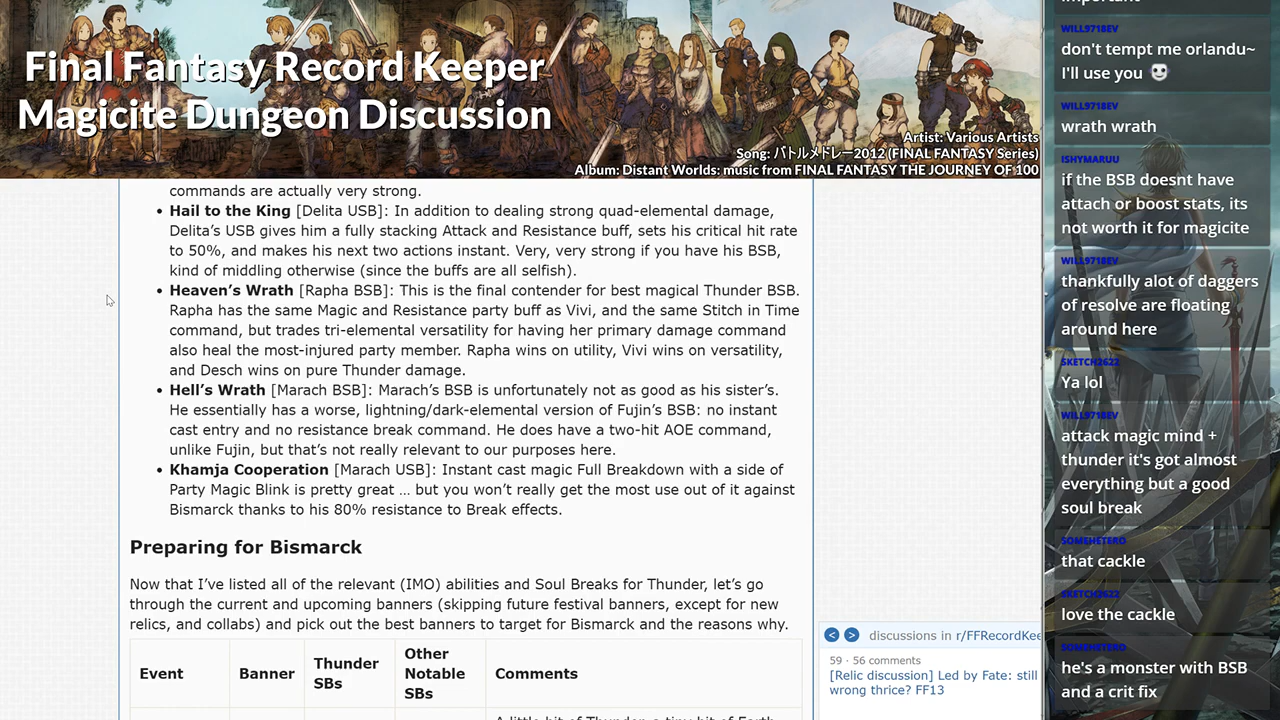 Final Fantasy Record Keeper
Magicite Dungeon Discussion
Artist: Various Artists
Song: バトルメドレー2012 (FINAL FANTASY Series)
Album: Distant Worlds: music from FINAL FANTASY THE JOURNEY OF 100
commands are actually very strong.
• Hail to the King [Delita USB]: In addition to dealing strong quad-elemental damage,
Delita’s USB gives him a fully stacking Attack and Resistance buff, sets his critical hit rate
to 50%, and makes his next two actions instant. Very, very strong if you have his BSB,
kind of middling otherwise (since the buffs are all selfish).
• Heaven’s Wrath [Rapha BSB]: This is the final contender for best magical Thunder BSB.
Rapha has the same Magic and Resistance party buff as Vivi, and the same Stitch in Time
command, but trades tri-elemental versatility for having her primary damage command
also heal the most-injured party member. Rapha wins on utility, Vivi wins on versatility,
and Desch wins on pure Thunder damage.
• Hell’s Wrath [Marach BSB]: Marach’s BSB is unfortunately not as good as his sister’s.
He essentially has a worse, lightning/dark-elemental version of Fujin’s BSB: no instant
cast entry and no resistance break command. He does have a two-hit AOE command,
unlike Fujin, but that’s not really relevant to our purposes here.
• Khamja Cooperation [Marach USB]: Instant cast magic Full Breakdown with a side of
Party Magic Blink is pretty great … but you won’t really get the most use out of it against
Bismarck thanks to his 80% resistance to Break effects.
Preparing for Bismarck
Now that I’ve listed all of the relevant (IMO) abilities and Soul Breaks for Thunder, let’s go
through the current and upcoming banners (skipping future festival banners, except for new
relics, and collabs) and pick out the best banners to target for Bismarck and the reasons why.
Event
Banner
Thunder
SBs
Other
Notable
SBs
Comments
A little bit of Thunder, a tiny bit of Earth
< > discussions in r/FFRecordKee
59 · 56 comments
[Relic discussion] Led by Fate: still
wrong thrice? FF13
important
WILL9718EV
don't tempt me orlandu~
I'll use you
WILL9718EV
wrath wrath
ISHYMARUU
if the BSB doesnt have
attach or boost stats, its
not worth it for magicite
WILL9718EV
thankfully alot of daggers
of resolve are floating
around here
SKETCH2622
Ya lol
WILL9718EV
attack magic mind +
thunder it's got almost
everything but a good
soul break
SOMEHETERO
that cackle
SKETCH2622
love the cackle
SOMEHETERO
he's a monster with BSB
and a crit fix